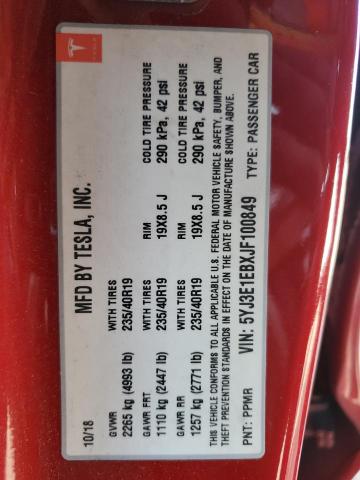 TESLA
MFD BY TESLA, INC.
10/18
GVWR WITH TIRES RIM COLD TIRE PRESSURE
2265 kg (4993 lb) 235/40R19 19X8.5 J 290 kPa, 42 psi
GAWR FRT
1110 kg (2447 lb)
GAWR RR WITH TIRES RIM COLD TIRE PRESSURE
1257 kg (2771 lb) 235/40R19 19X8.5 J 290 kPa, 42 psi
THIS VEHICLE CONFORMS TO ALL APPLICABLE U.S. FEDERAL MOTOR VEHICLE SAFETY, BUMPER, AND
THEFT PREVENTION STANDARDS IN EFFECT ON THE DATE OF MANUFACTURE SHOWN ABOVE.
VIN: 5YJ3E1EBXJF100849
PNT: PPMR TYPE: PASSENGER CAR